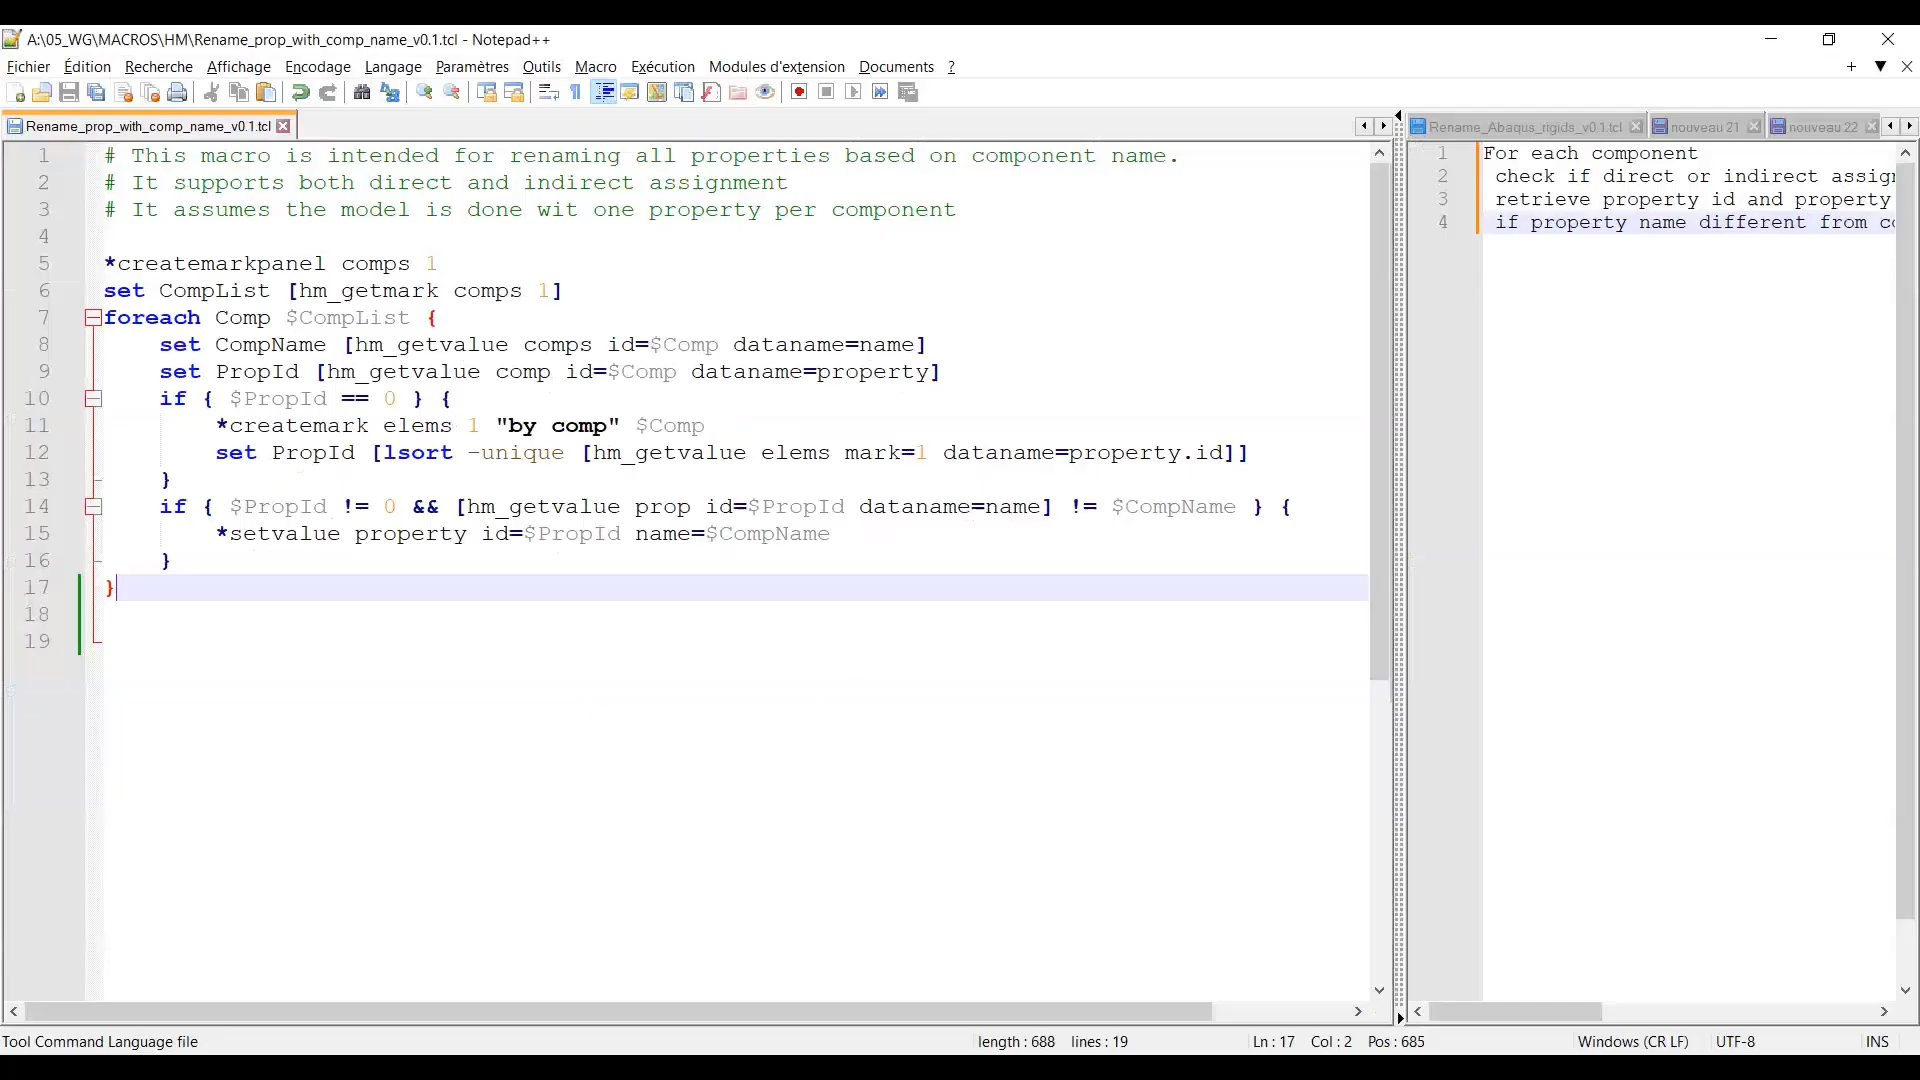 A:\05_WG\MACROS\HM\Rename_prop_with_comp_name_v0.1.tcl - Notepad++
Fichier Édition Recherche Affichage Encodage Langage Paramètres Outils Macro Exécution Modules d'extension Documents ?
Rename_prop_with_comp_name_v0.1.tcl
1 # This macro is intended for renaming all properties based on component name.
2 # It supports both direct and indirect assignment
3 # It assumes the model is done wit one property per component
4
5 *createmarkpanel comps 1
6 set CompList [hm_getmark comps 1]
7 foreach Comp $CompList {
8 set CompName [hm_getvalue comps id=$Comp dataname=name]
9 set PropId [hm_getvalue comp id=$Comp dataname=property]
10 if { $PropId == 0 } {
11 *createmark elems 1 "by comp" $Comp
12 set PropId [lsort -unique [hm_getvalue elems mark=1 dataname=property.id]]
13 }
14 if { $PropId != 0 && [hm_getvalue prop id=$PropId dataname=name] != $CompName } {
15 *setvalue property id=$PropId name=$CompName
16 }
17 }
18
19
Rename_Abaqus_rigids_v0.1.tcl nouveau 21 nouveau 22
1 For each component
2 check if direct or indirect assign
3 retrieve property id and property
4 if property name different from co
Tool Command Language file length : 688 lines : 19 Ln : 17 Col : 2 Pos : 685 Windows (CR LF) UTF-8 INS